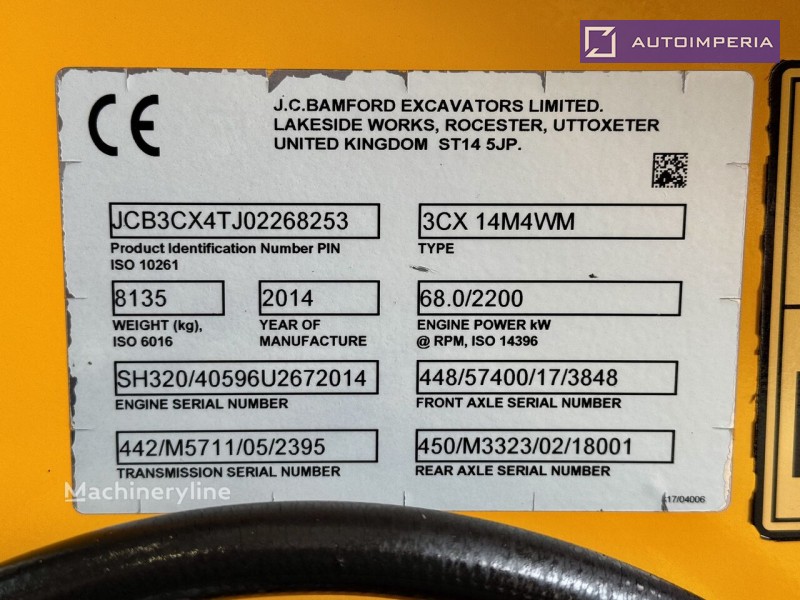 AUTOIMPERIA
CE
J.C.BAMFORD EXCAVATORS LIMITED.
LAKESIDE WORKS, ROCESTER, UTTOXETER
UNITED KINGDOM ST14 5JP.
JCB3CX4TJ02268253
Product Identification Number PIN
ISO 10261
3CX 14M4WM
TYPE
8135
WEIGHT (kg),
ISO 6016
2014
YEAR OF
MANUFACTURE
68.0/2200
ENGINE POWER kW
@ RPM, ISO 14396
SH320/40596U2672014
ENGINE SERIAL NUMBER
448/57400/17/3848
FRONT AXLE SERIAL NUMBER
442/M5711/05/2395
TRANSMISSION SERIAL NUMBER
450/M3323/02/18001
REAR AXLE SERIAL NUMBER
Machineryline
817/04006